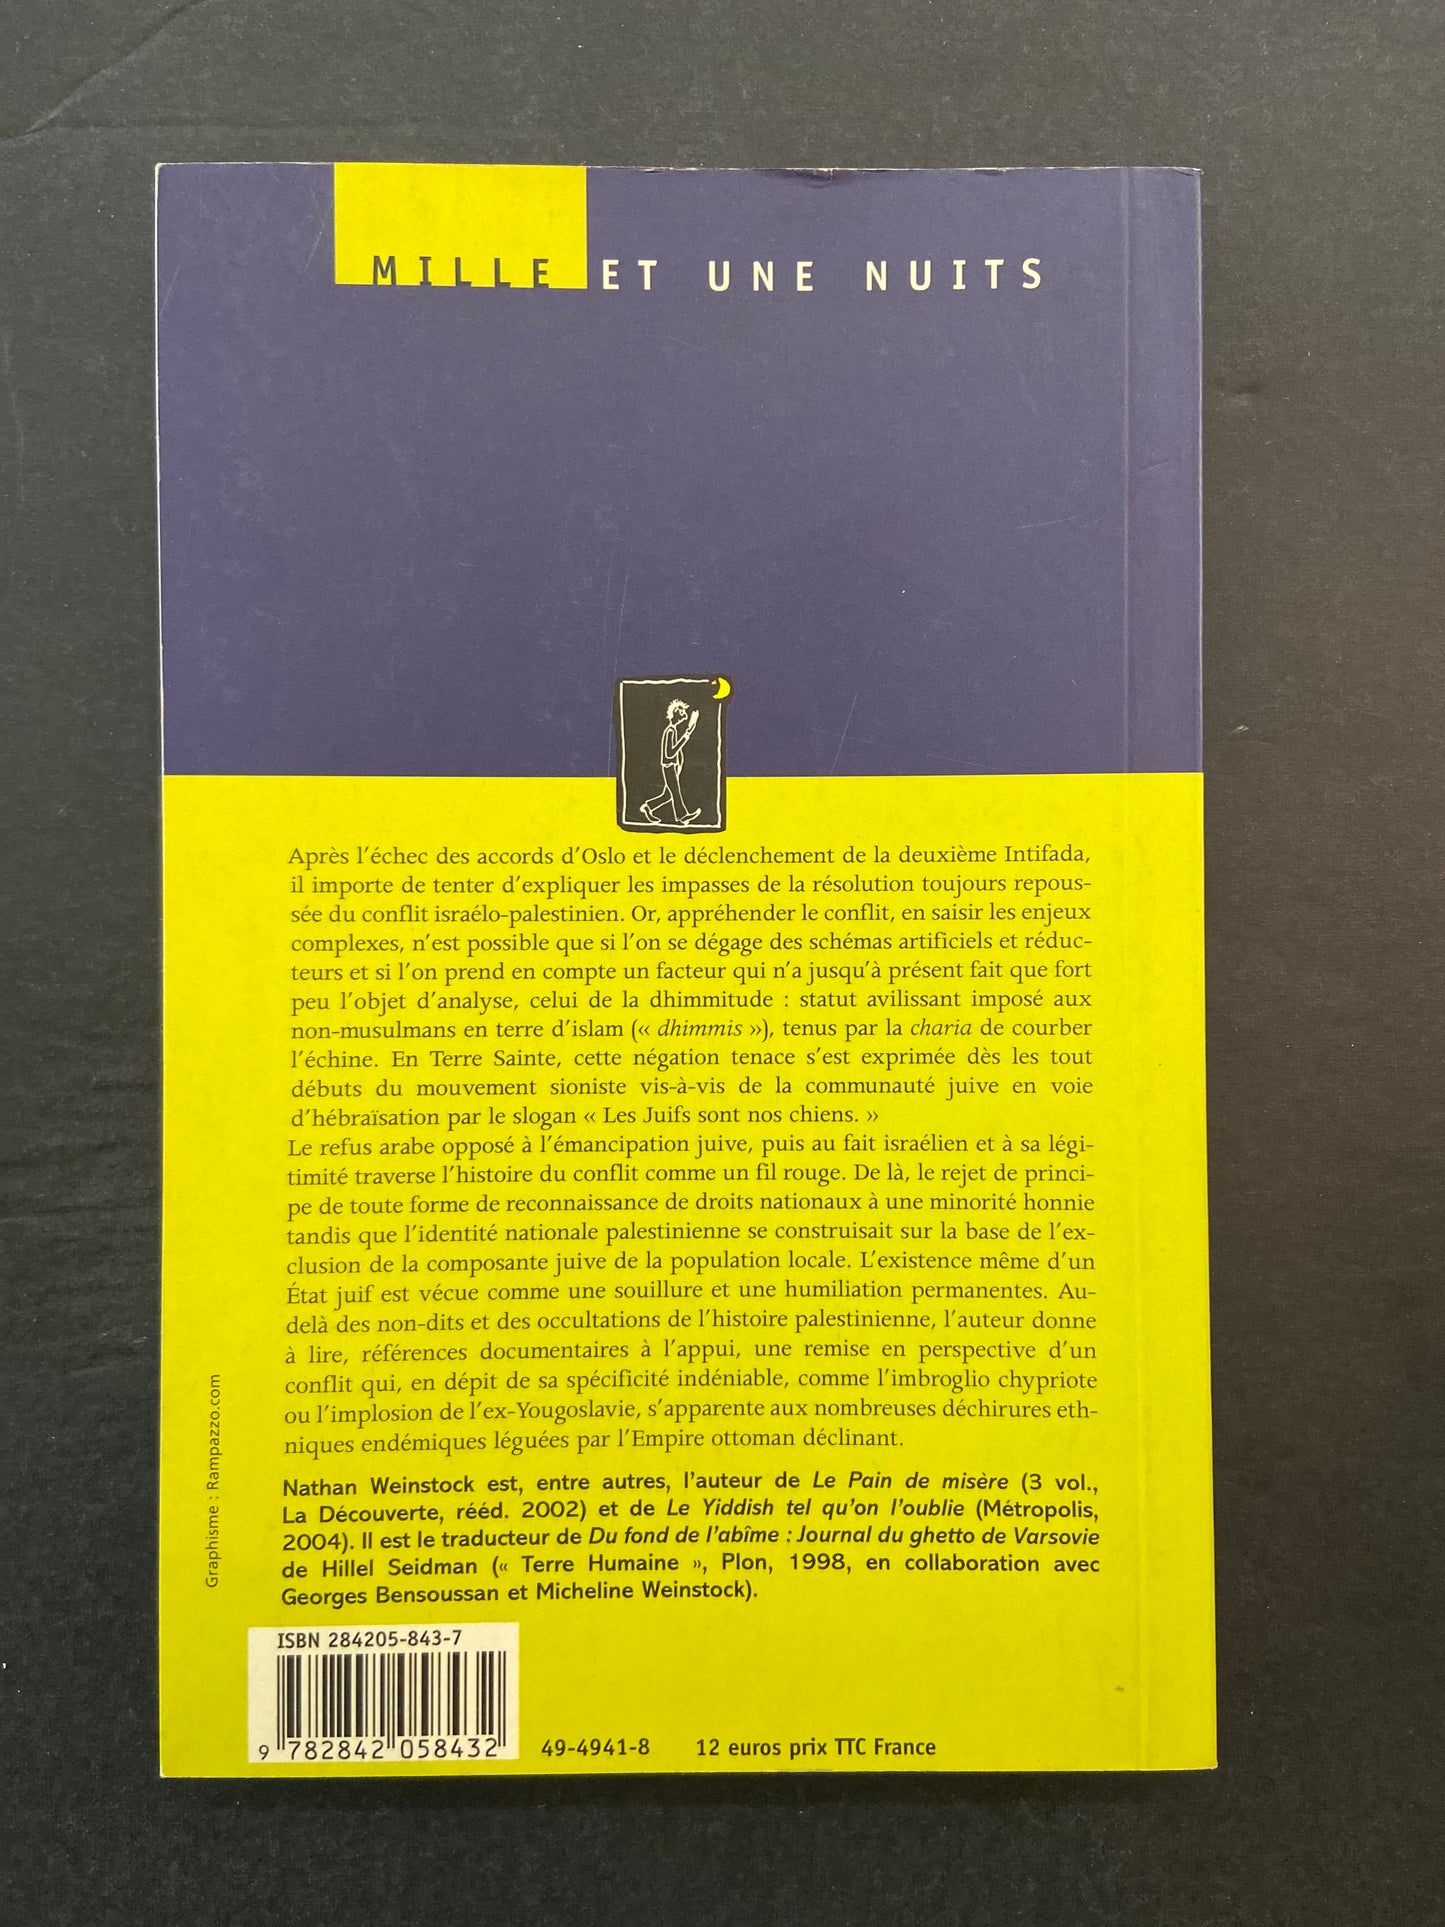 MILLE ET UNE NUITS
Après l'échec des accords d'Oslo et le déclenchement de la deuxième Intifada,
il importe de tenter d'expliquer les impasses de la résolution toujours repous-
sée du conflit israélo-palestinien. Or, appréhender le conflit, en saisir les enjeux
complexes, n'est possible que si l'on se dégage des schémas artificiels et réduc-
teurs et si l'on prend en compte un facteur qui n'a jusqu'à présent fait que fort
peu l'objet d'analyse, celui de la dhimmitude : statut avilissant imposé aux
non-musulmans en terre d'islam (« dhimmis »), tenus par la charia de courber
l'échine. En Terre Sainte, cette négation tenace s'est exprimée dès les tout
débuts du mouvement sioniste vis-à-vis de la communauté juive en voie
d'hébraïsation par le slogan « Les Juifs sont nos chiens. »
Le refus arabe opposé à l'émancipation juive, puis au fait israélien et à sa légi-
timité traverse l'histoire du conflit comme un fil rouge. De là, le rejet de princi-
pe de toute forme de reconnaissance de droits nationaux à une minorité honnie
tandis que l'identité nationale palestinienne se construisait sur la base de l'ex-
clusion de la composante juive de la population locale. L'existence même d'un
État juif est vécue comme une souillure et une humiliation permanentes. Au-
delà des non-dits et des occultations de l'histoire palestinienne, l'auteur donne
à lire, références documentaires à l'appui, une remise en perspective d'un
conflit qui, en dépit de sa spécificité indéniable, comme l'imbroglio chypriote
ou l'implosion de l'ex-Yougoslavie, s'apparente aux nombreuses déchirures eth-
niques endémiques léguées par l'Empire ottoman déclinant.
Nathan Weinstock est, entre autres, l'auteur de Le Pain de misère (3 vol.,
La Découverte, rééd. 2002) et de Le Yiddish tel qu'on l'oublie (Métropolis,
2004). Il est le traducteur de Du fond de l'abîme : Journal du ghetto de Varsovie
de Hillel Seidman (« Terre Humaine », Plon, 1998, en collaboration avec
Georges Bensoussan et Micheline Weinstock).
Graphisme : Rampazzo.com
ISBN 284205-843-7
9 782842 058432
49-4941-8 12 euros prix TTC France